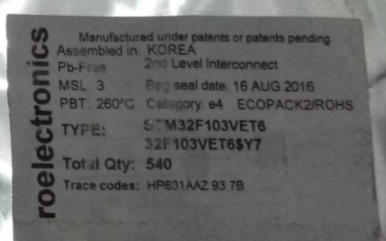 roelectronics
Manufactured under patents or patents pending
Assembled in: KOREA
Pb-Free 2nd Level Interconnect
MSL: 3 Bag seal date: 16 AUG 2016
PBT: 260°C Category: e4 ECOPACK2/ROHS
TYPE: STM32F103VET6
32F103VET6$Y7
Total Qty: 540
Trace codes: HP631AAZ 93 7B